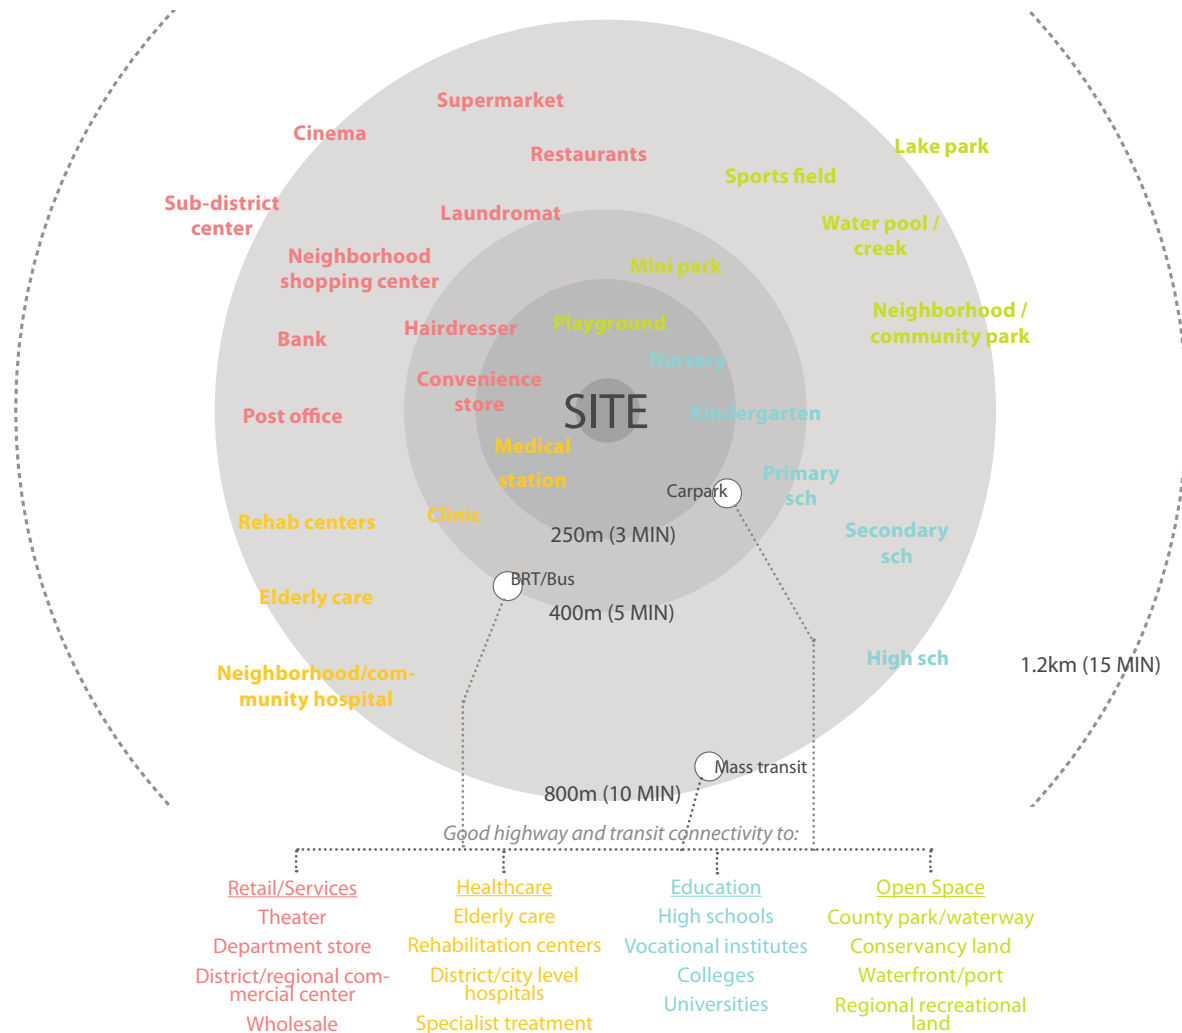 Supermarket
Cinema
Restaurants
Lake park
Sports field
Sub-district
center
Laundromat
Water pool /
creek
Neighborhood
shopping center
Mini park
Neighborhood /
community park
Bank
Hairdresser
Playground
Nursery
Convenience
store
SITE
Post office
Kindergarten
Medical
station
Primary
sch
Carpark
Rehab centers
Clinic
Secondary
sch
250m (3 MIN)
BRT/Bus
Elderly care
400m (5 MIN)
High sch
1.2km (15 MIN)
Neighborhood/com-
munity hospital
Mass transit
800m (10 MIN)
Good highway and transit connectivity to:
Retail/Services
Theater
Department store
District/regional com-
mercial center
Wholesale
Healthcare
Elderly care
Rehabilitation centers
District/city level
hospitals
Specialist treatment
Education
High schools
Vocational institutes
Colleges
Universities
Open Space
County park/waterway
Conservancy land
Waterfront/port
Regional recreational
land